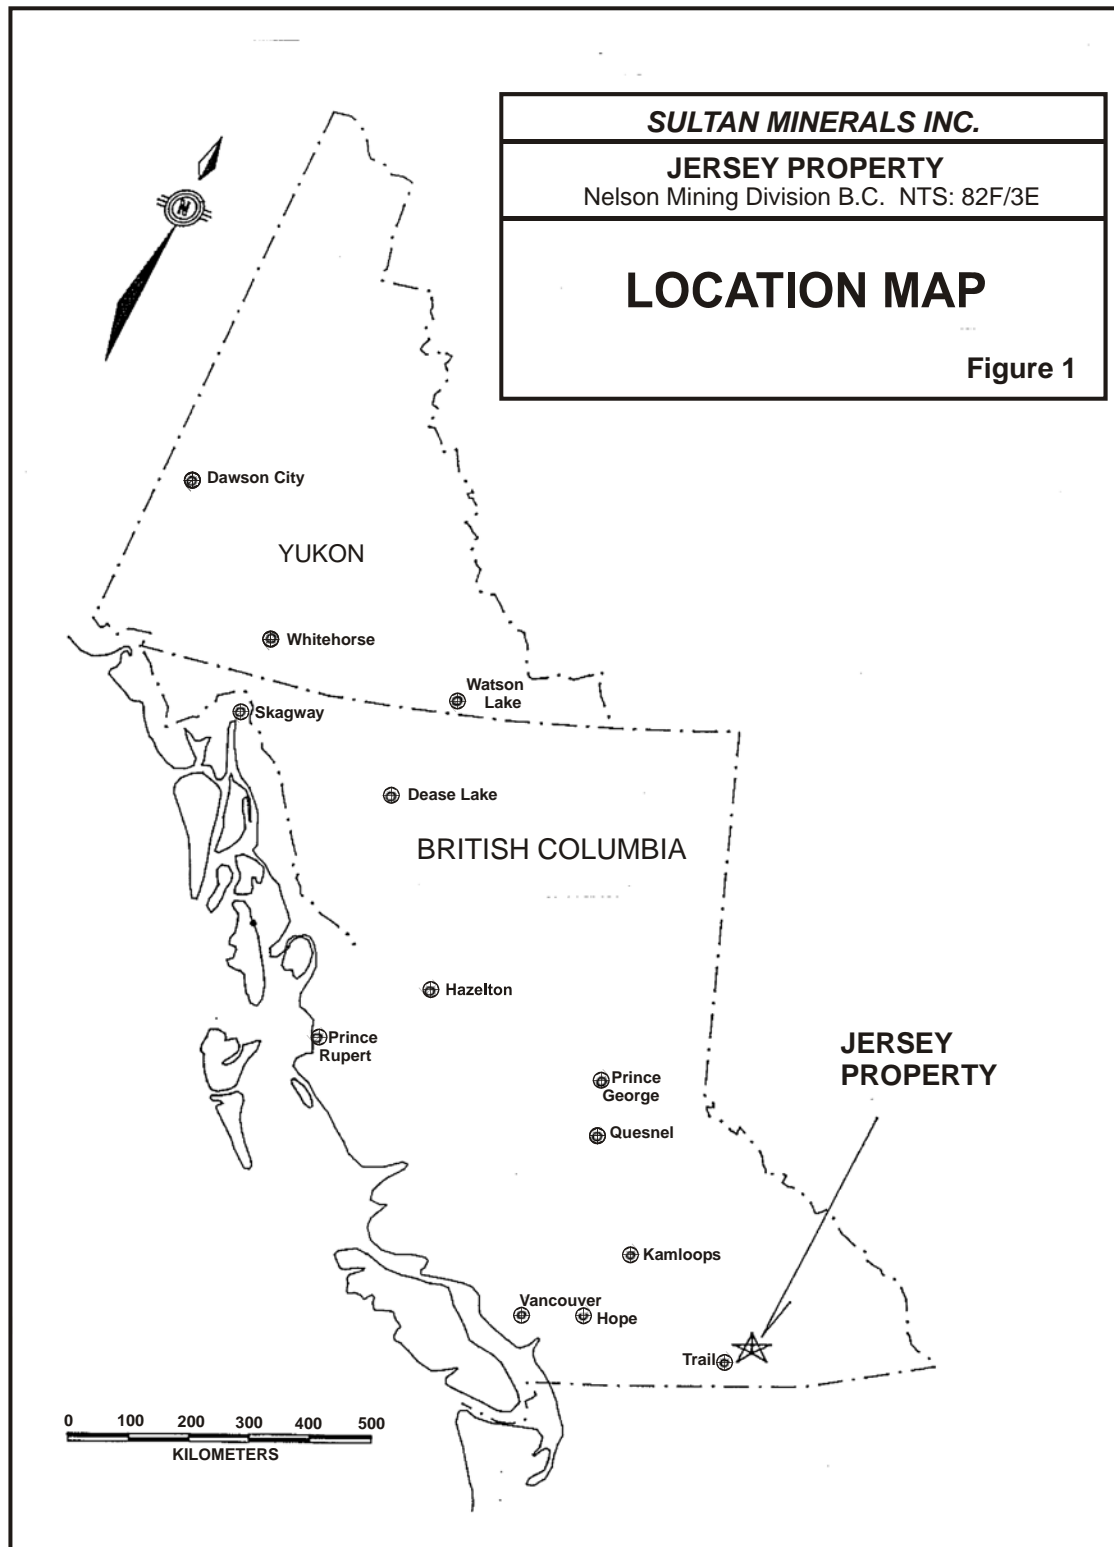 SULTAN MINERALS INC.
JERSEY PROPERTY
Nelson Mining Division B.C. NTS: 82F/3E
LOCATION MAP
Figure 1
N
Dawson City
YUKON
Whitehorse
Watson
Lake
Skagway
Dease Lake
BRITISH COLUMBIA
Hazelton
Prince
Rupert
JERSEY
PROPERTY
Prince
George
Quesnel
Kamloops
Vancouver
Hope
Trail
0 100 200 300 400 500
KILOMETERS